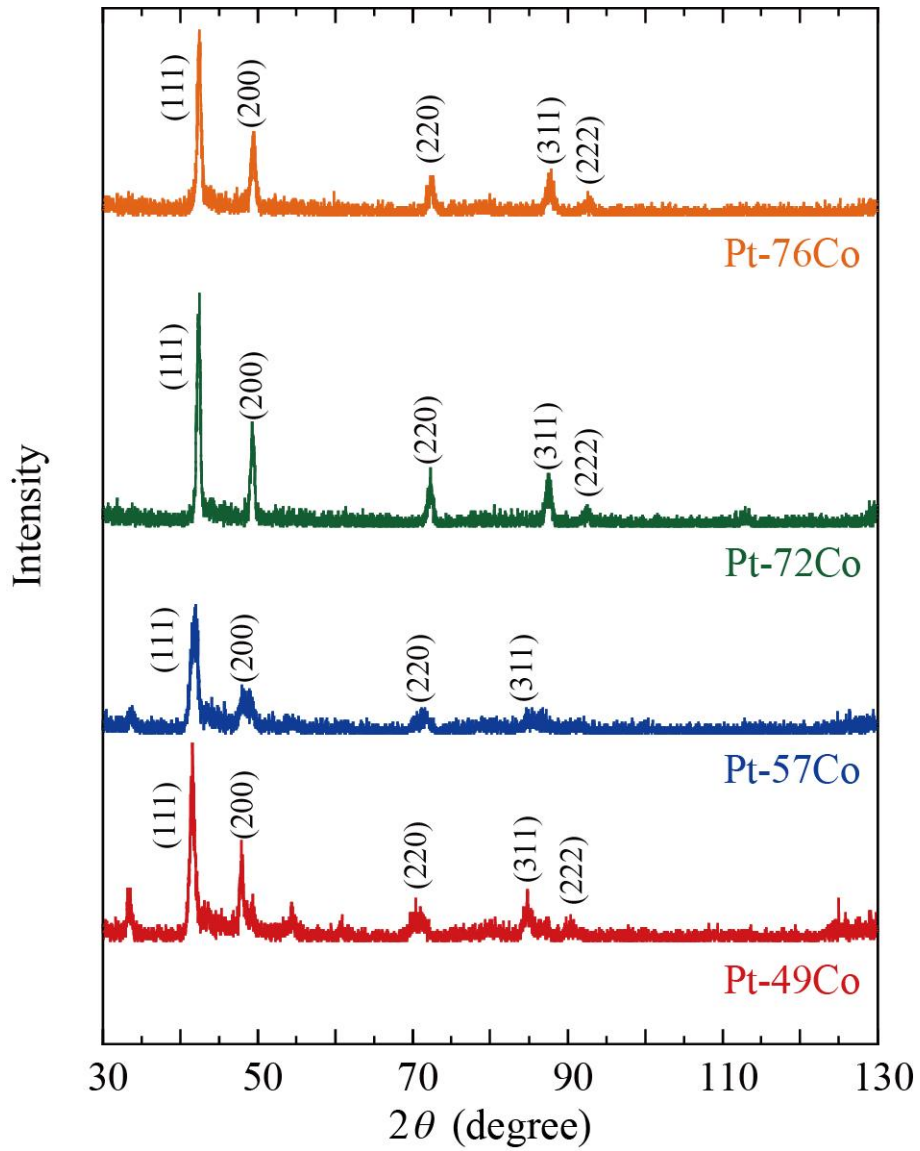 (111)
(200)
(220)
(311)
(222)
Pt-76Co
(111)
(200)
(220)
(311)
(222)
Pt-72Co
(111)
(200)
(220)
(311)
Pt-57Co
(111)
(200)
(220)
(311)
(222)
Pt-49Co
Intensity
30 50 70 90 110 130
2θ (degree)